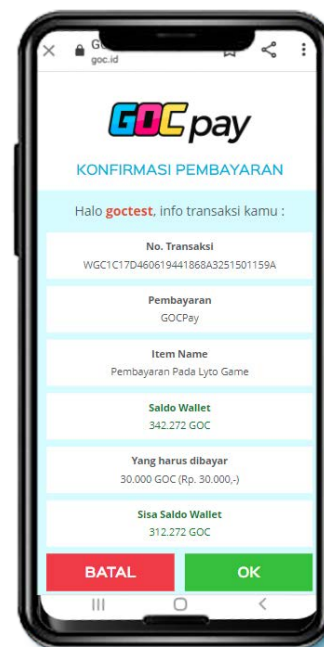 goc.id
GOC pay
KONFIRMASI PEMBAYARAN
Halo goctest, info transaksi kamu :
No. Transaksi
WGC1C17D460619441868A3251501159A
Pembayaran
GOCPay
Item Name
Pembayaran Pada Lyto Game
Saldo Wallet
342.272 GOC
Yang harus dibayar
30.000 GOC (Rp. 30.000,-)
Sisa Saldo Wallet
312.272 GOC
BATAL OK